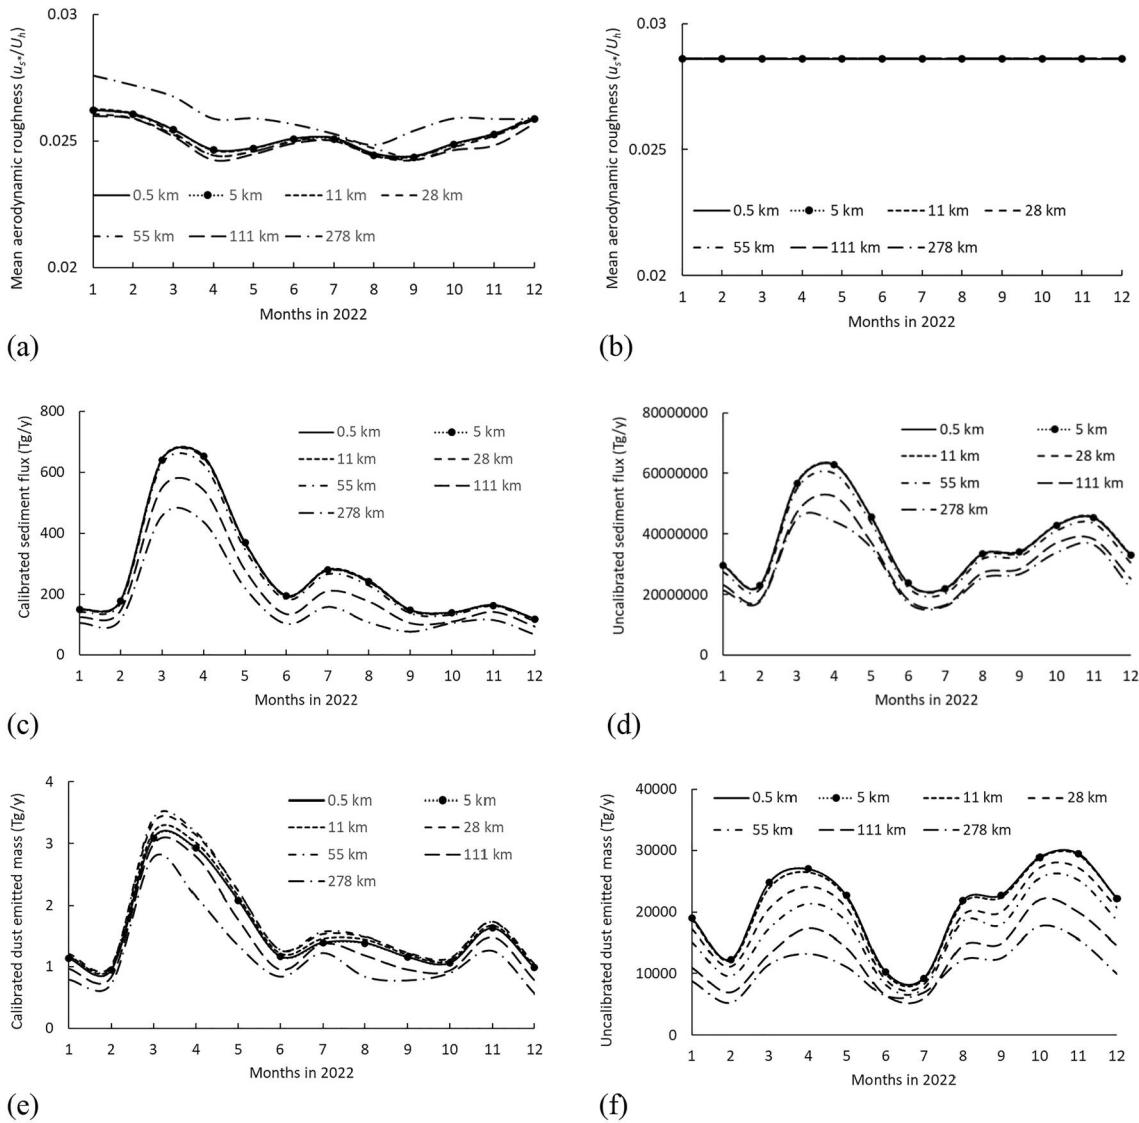 0.03
0.025
0.02
Mean aerodynamic roughness (us*/Uh)
0.5 km 5 km 11 km 28 km
55 km 111 km 278 km
1 2 3 4 5 6 7 8 9 10 11 12
Months in 2022
(a)
0.03
0.025
0.02
Mean aerodynamic roughness (us*/Uh)
0.5 km 5 km 11 km 28 km
55 km 111 km 278 km
1 2 3 4 5 6 7 8 9 10 11 12
Months in 2022
(b)
800
600
400
200
0
Calibrated sediment flux (Tg/y)
0.5 km 5 km
11 km 28 km
55 km 111 km
278 km
1 2 3 4 5 6 7 8 9 10 11 12
Months in 2022
(c)
80000000
60000000
40000000
20000000
0
Uncalibrated sediment flux (Tg/y)
0.5 km 5 km
11 km 28 km
55 km 111 km
278 km
1 2 3 4 5 6 7 8 9 10 11 12
Months in 2022
(d)
4
3
2
1
0
Calibrated dust emitted mass (Tg/y)
0.5 km 5 km
11 km 28 km
55 km 111 km
278 km
1 2 3 4 5 6 7 8 9 10 11 12
Months in 2022
(e)
40000
30000
20000
10000
0
Uncalibrated dust emitted mass (Tg/y)
0.5 km 5 km 11 km 28 km
55 km 111 km 278 km
1 2 3 4 5 6 7 8 9 10 11 12
Months in 2022
(f)